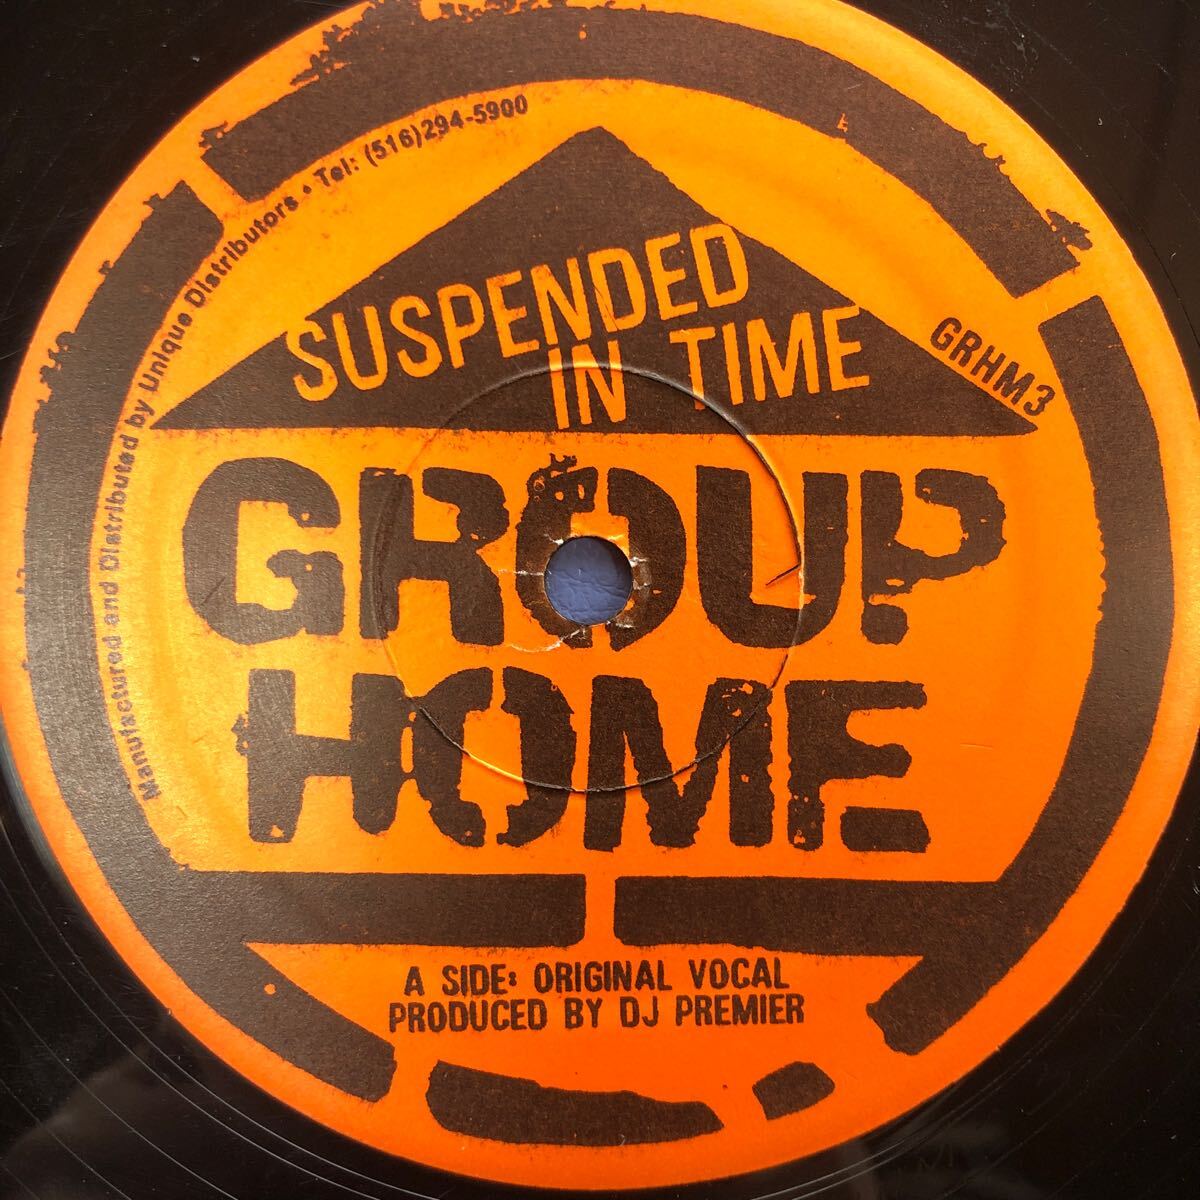 Manufactured and Distributed by Unique Distributors • Tel: (516)294-5900
SUSPENDED
IN TIME
GRHM3
GROUP
HOME
A SIDE: ORIGINAL VOCAL
PRODUCED BY DJ PREMIER